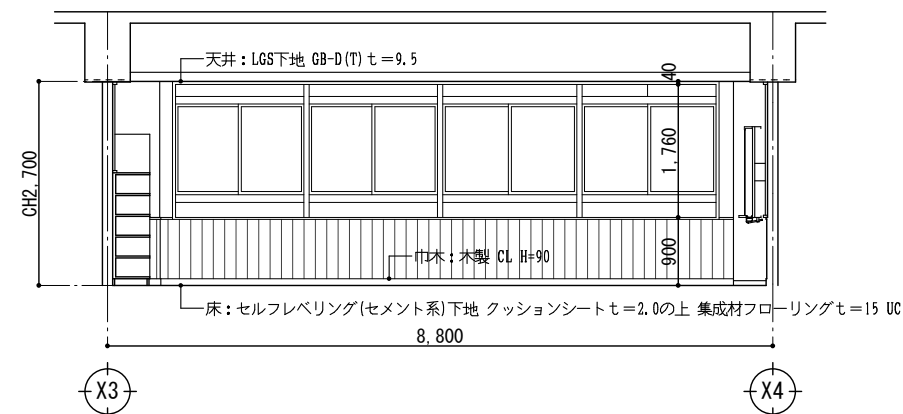 天井：LGS下地 GB-D(T) t＝9.5
40
CH2,700
1,760
900
巾木：木製 CL H=90
床：セルフレベリング(セメント系)下地 クッションシートt＝2.0の上 集成材フローリングt＝15 UC
8,800
X3
X4